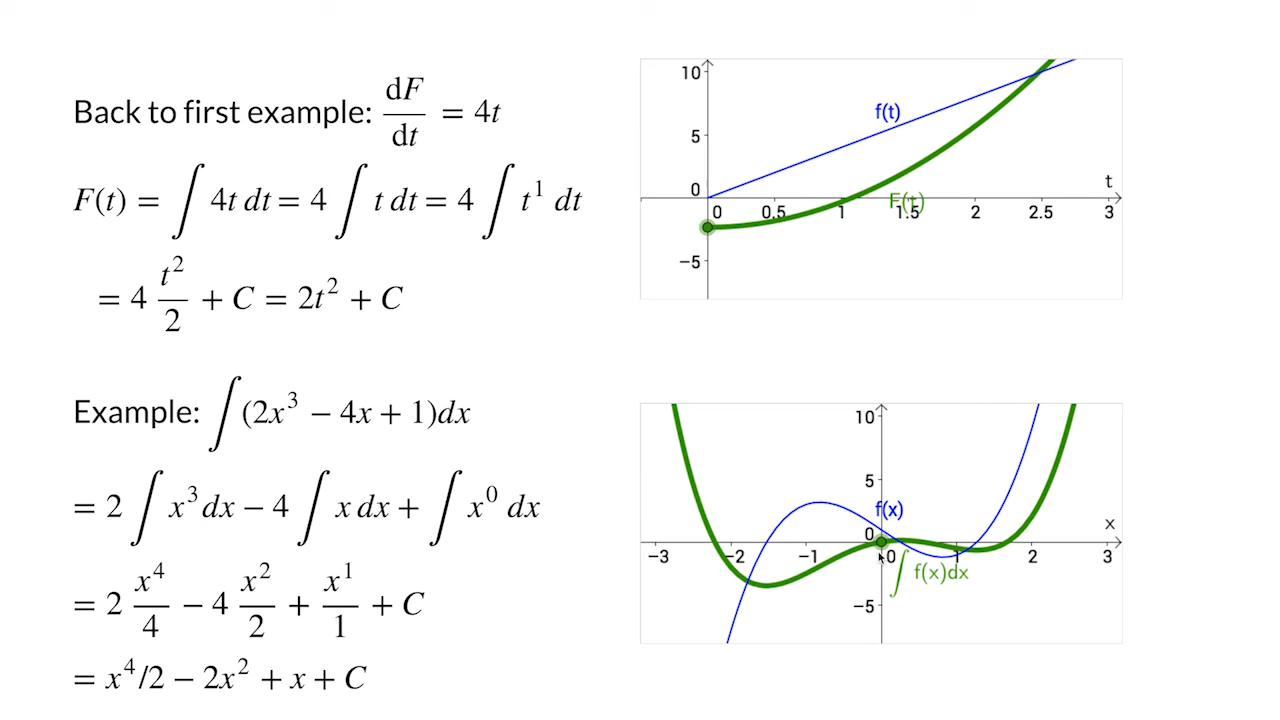 Back to first example: dF/dt = 4t
F(t) = ∫ 4t dt = 4 ∫ t dt = 4 ∫ t¹ dt
= 4 t²/2 + C = 2t² + C
Example: ∫(2x³ − 4x + 1)dx
= 2 ∫ x³dx − 4 ∫ x dx + ∫ x⁰ dx
= 2 x⁴/4 − 4 x²/2 + x¹/1 + C
= x⁴/2 − 2x² + x + C
10
f(t)
5
0
t
0 0.5 1 1.5 2 2.5 3
F(t)
−5
10
5
f(x)
0
x
−3 −2 −1 0 1 2 3
∫ f(x)dx
−5